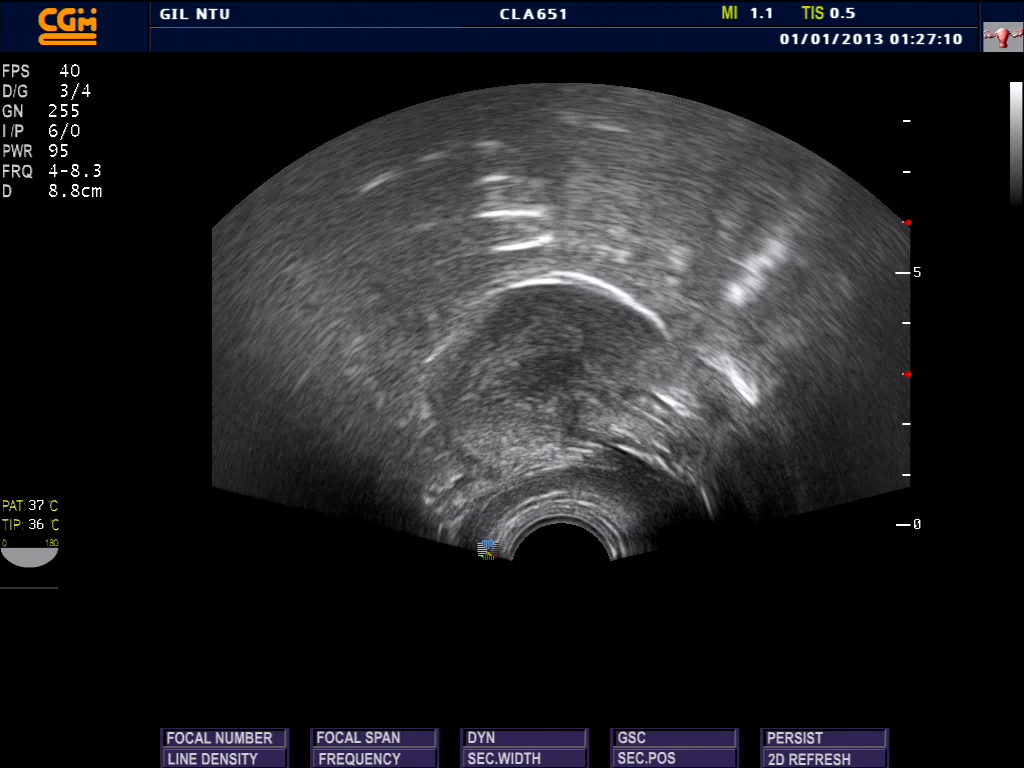 CGM
GIL NTU CLA651 MI 1.1 TIS 0.5
01/01/2013 01:27:10
FPS 40
D/G 3/4
GN 255
I/P 6/0
PWR 95
FRQ 4-8.3
D 8.8cm
5
PAT: 37 °C
TIP: 36 °C
0 180
0
FOCAL NUMBER FOCAL SPAN DYN GSC PERSIST
LINE DENSITY FREQUENCY SEC.WIDTH SEC.POS 2D REFRESH